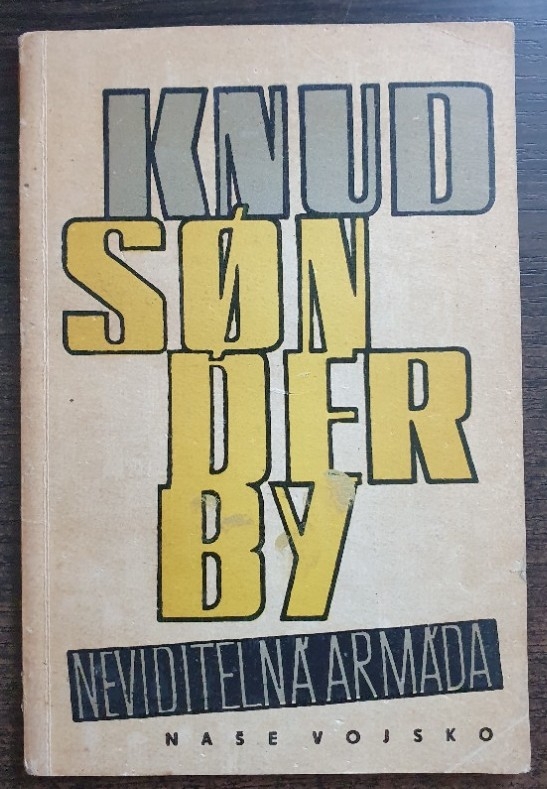 KNUD
SØN
DER
BY
NEVIDITELNÁ ARMÁDA
NAŠE VOJSKO